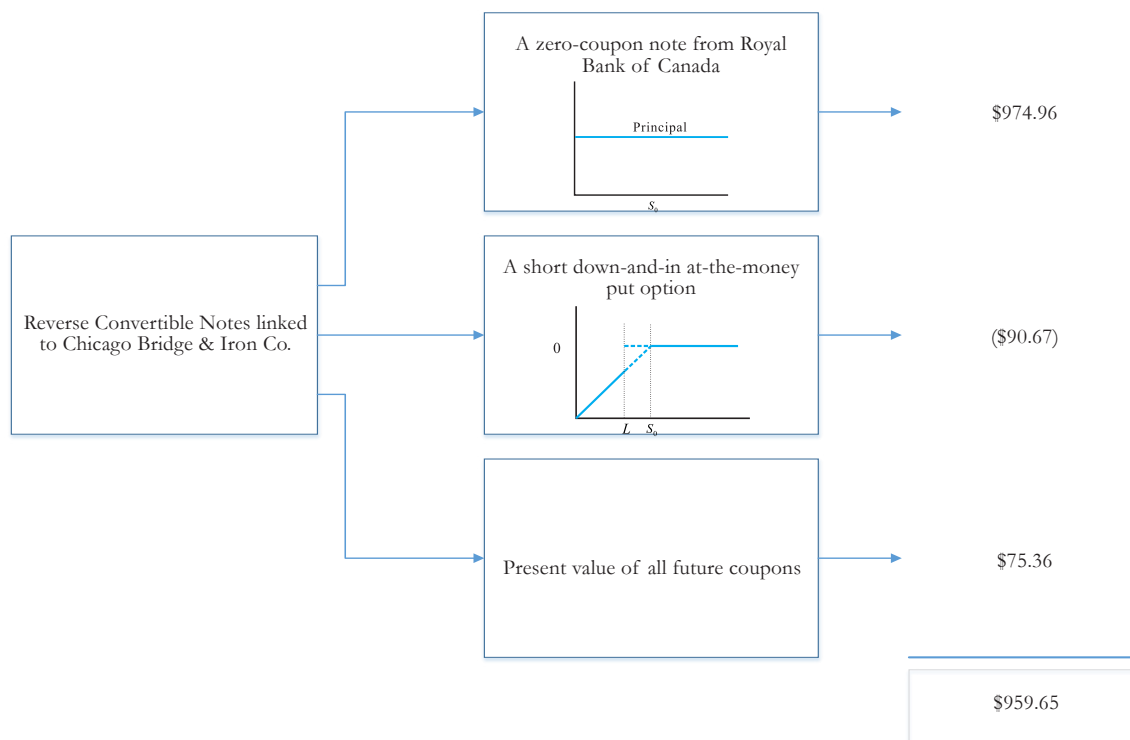 A zero-coupon note from Royal
Bank of Canada
Principal
S₀
$974.96
Reverse Convertible Notes linked
to Chicago Bridge & Iron Co.
A short down-and-in at-the-money
put option
0
L S₀
($90.67)
Present value of all future coupons
$75.36
$959.65